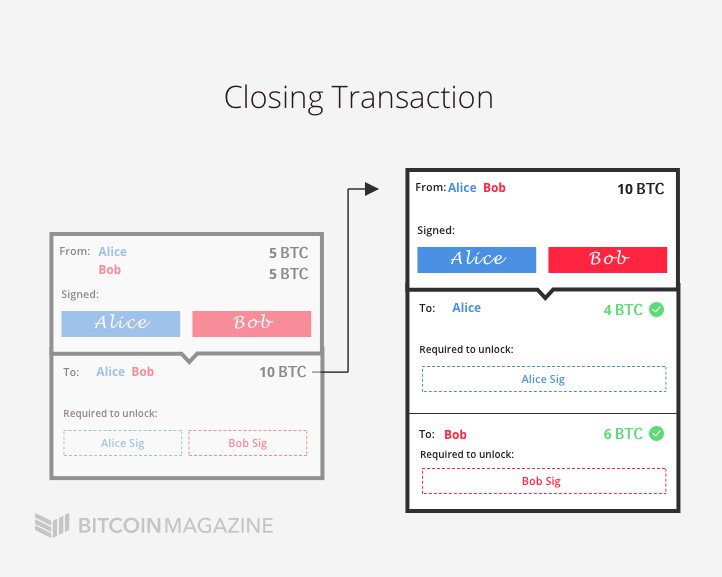 Closing Transaction
From: Alice 5 BTC
Bob 5 BTC
Signed:
Alice Bob
To: Alice Bob 10 BTC
Required to unlock:
Alice Sig Bob Sig
From: Alice Bob 10 BTC
Signed:
Alice Bob
To: Alice 4 BTC
Required to unlock:
Alice Sig
To: Bob 6 BTC
Required to unlock:
Bob Sig
BITCOINMAGAZINE